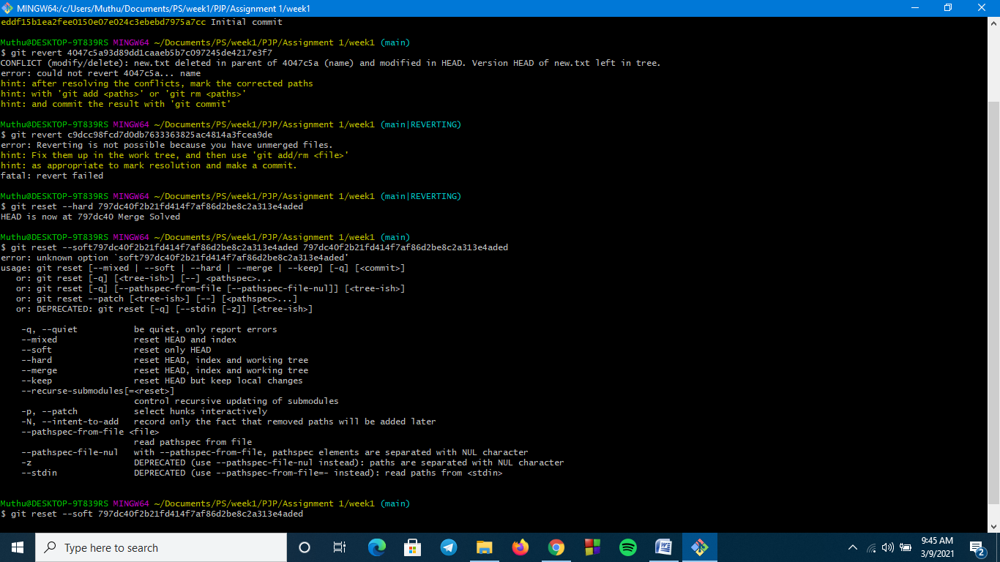 MINGW64:/c/Users/Muthu/Documents/PS/week1/PJP/Assignment 1/week1
eddf15b1ea2fee0150e07e024c3ebebd7975a7cc Initial commit
Muthu@DESKTOP-9T839RS MINGW64 ~/Documents/PS/week1/PJP/Assignment 1/week1 (main)
$ git revert 4047c5a93d89dd1caaeb5b7c097245de4217e3f7
CONFLICT (modify/delete): new.txt deleted in parent of 4047c5a (name) and modified in HEAD. Version HEAD of new.txt left in tree.
error: could not revert 4047c5a... name
hint: after resolving the conflicts, mark the corrected paths
hint: with 'git add <paths>' or 'git rm <paths>'
hint: and commit the result with 'git commit'
Muthu@DESKTOP-9T839RS MINGW64 ~/Documents/PS/week1/PJP/Assignment 1/week1 (main|REVERTING)
$ git revert c9dcc98fcd7d0db7633363825ac4814a3fcea9de
error: Reverting is not possible because you have unmerged files.
hint: Fix them up in the work tree, and then use 'git add/rm <file>'
hint: as appropriate to mark resolution and make a commit.
fatal: revert failed
Muthu@DESKTOP-9T839RS MINGW64 ~/Documents/PS/week1/PJP/Assignment 1/week1 (main|REVERTING)
$ git reset --hard 797dc40f2b21fd414f7af86d2be8c2a313e4aded
HEAD is now at 797dc40 Merge Solved
Muthu@DESKTOP-9T839RS MINGW64 ~/Documents/PS/week1/PJP/Assignment 1/week1 (main)
$ git reset --soft797dc40f2b21fd414f7af86d2be8c2a313e4aded 797dc40f2b21fd414f7af86d2be8c2a313e4aded
error: unknown option `soft797dc40f2b21fd414f7af86d2be8c2a313e4aded'
usage: git reset [--mixed | --soft | --hard | --merge | --keep] [-q] [<commit>]
or: git reset [-q] [<tree-ish>] [--] <pathspec>...
or: git reset [-q] [--pathspec-from-file [--pathspec-file-nul]] [<tree-ish>]
or: git reset --patch [<tree-ish>] [--] [<pathspec>...]
or: DEPRECATED: git reset [-q] [--stdin [-z]] [<tree-ish>]
-q, --quiet be quiet, only report errors
--mixed reset HEAD and index
--soft reset only HEAD
--hard reset HEAD, index and working tree
--merge reset HEAD, index and working tree
--keep reset HEAD but keep local changes
--recurse-submodules[=<reset>]
control recursive updating of submodules
-p, --patch select hunks interactively
-N, --intent-to-add record only the fact that removed paths will be added later
--pathspec-from-file <file>
read pathspec from file
--pathspec-file-nul with --pathspec-from-file, pathspec elements are separated with NUL character
-z DEPRECATED (use --pathspec-file-nul instead): paths are separated with NUL character
--stdin DEPRECATED (use --pathspec-from-file=- instead): read paths from <stdin>
Muthu@DESKTOP-9T839RS MINGW64 ~/Documents/PS/week1/PJP/Assignment 1/week1 (main)
$ git reset --soft 797dc40f2b21fd414f7af86d2be8c2a313e4aded
Type here to search
9:45 AM
3/9/2021
2